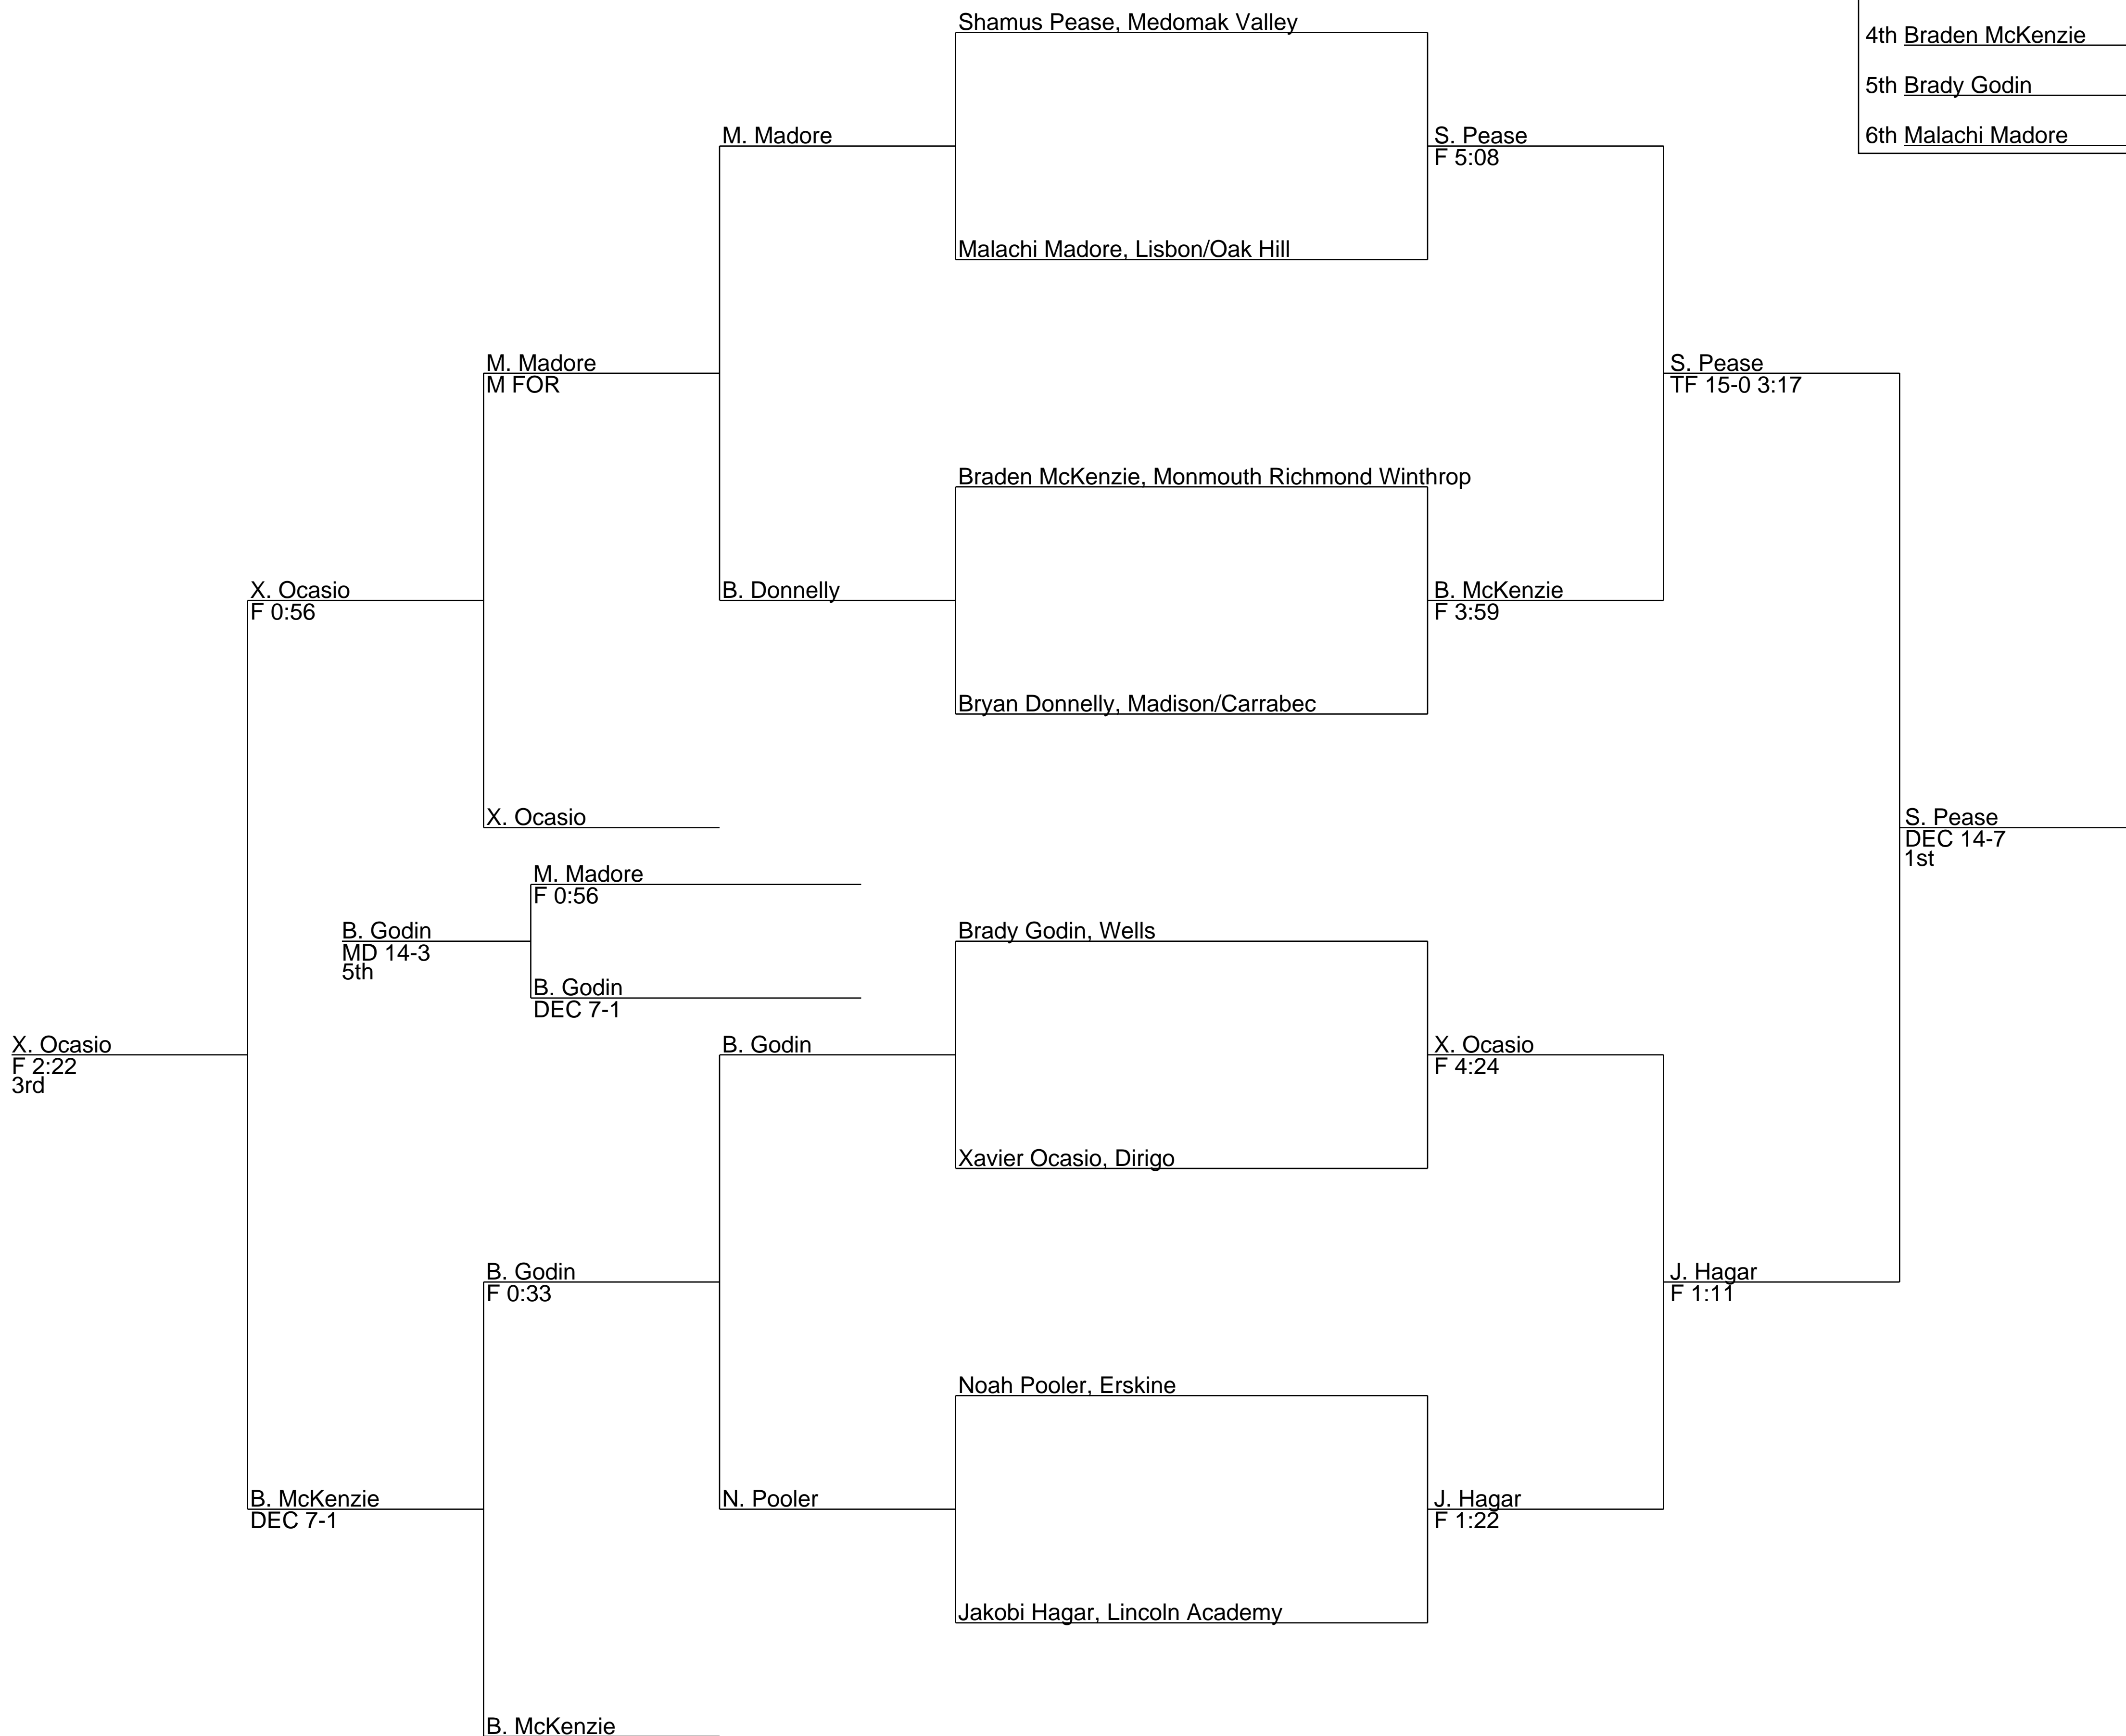 Shamus Pease, Medomak Valley
4th Braden McKenzie
5th Brady Godin
6th Malachi Madore
M. Madore
S. Pease
F 5:08
Malachi Madore, Lisbon/Oak Hill
M. Madore
M FOR
S. Pease
TF 15-0 3:17
Braden McKenzie, Monmouth Richmond Winthrop
X. Ocasio
F 0:56
B. Donnelly
B. McKenzie
F 3:59
Bryan Donnelly, Madison/Carrabec
X. Ocasio
S. Pease
DEC 14-7
1st
M. Madore
F 0:56
B. Godin
MD 14-3
5th
Brady Godin, Wells
B. Godin
DEC 7-1
X. Ocasio
F 2:22
3rd
B. Godin
X. Ocasio
F 4:24
Xavier Ocasio, Dirigo
B. Godin
F 0:33
J. Hagar
F 1:11
Noah Pooler, Erskine
B. McKenzie
DEC 7-1
N. Pooler
J. Hagar
F 1:22
Jakobi Hagar, Lincoln Academy
B. McKenzie